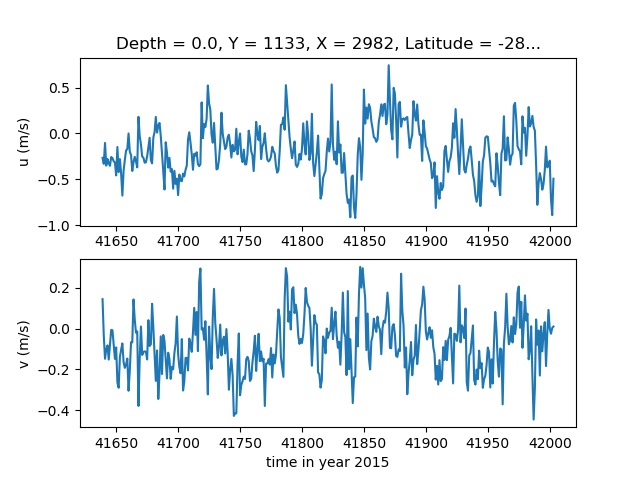 Depth = 0.0, Y = 1133, X = 2982, Latitude = -28...
u (m/s)
0.5
0.0
−0.5
−1.0
41650 41700 41750 41800 41850 41900 41950 42000
v (m/s)
0.2
0.0
−0.2
−0.4
41650 41700 41750 41800 41850 41900 41950 42000
time in year 2015